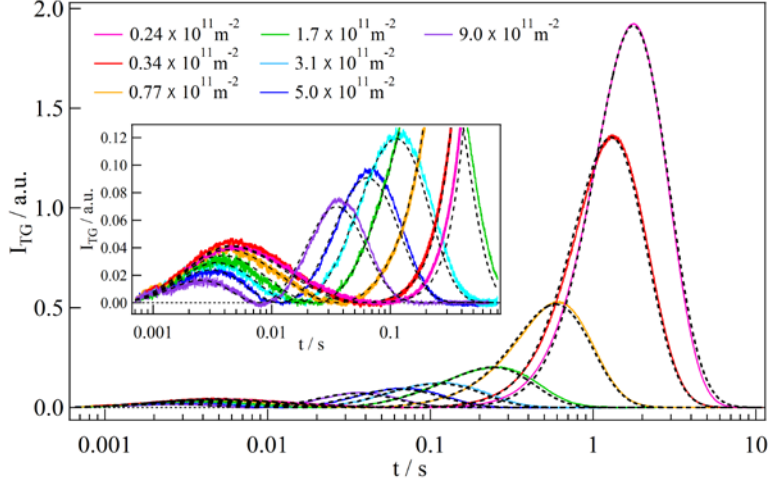 2.0
1.5
1.0
0.5
0.0
I_TG / a.u.
0.24 x 10¹¹m⁻² 1.7 x 10¹¹m⁻² 9.0 x 10¹¹m⁻²
0.34 x 10¹¹m⁻² 3.1 x 10¹¹m⁻²
0.77 x 10¹¹m⁻² 5.0 x 10¹¹m⁻²
0.12
0.10
0.08
0.06
0.04
0.02
0.00
I_TG / a.u.
0.001 0.01 0.1
t / s
0.001 0.01 0.1 1 10
t / s